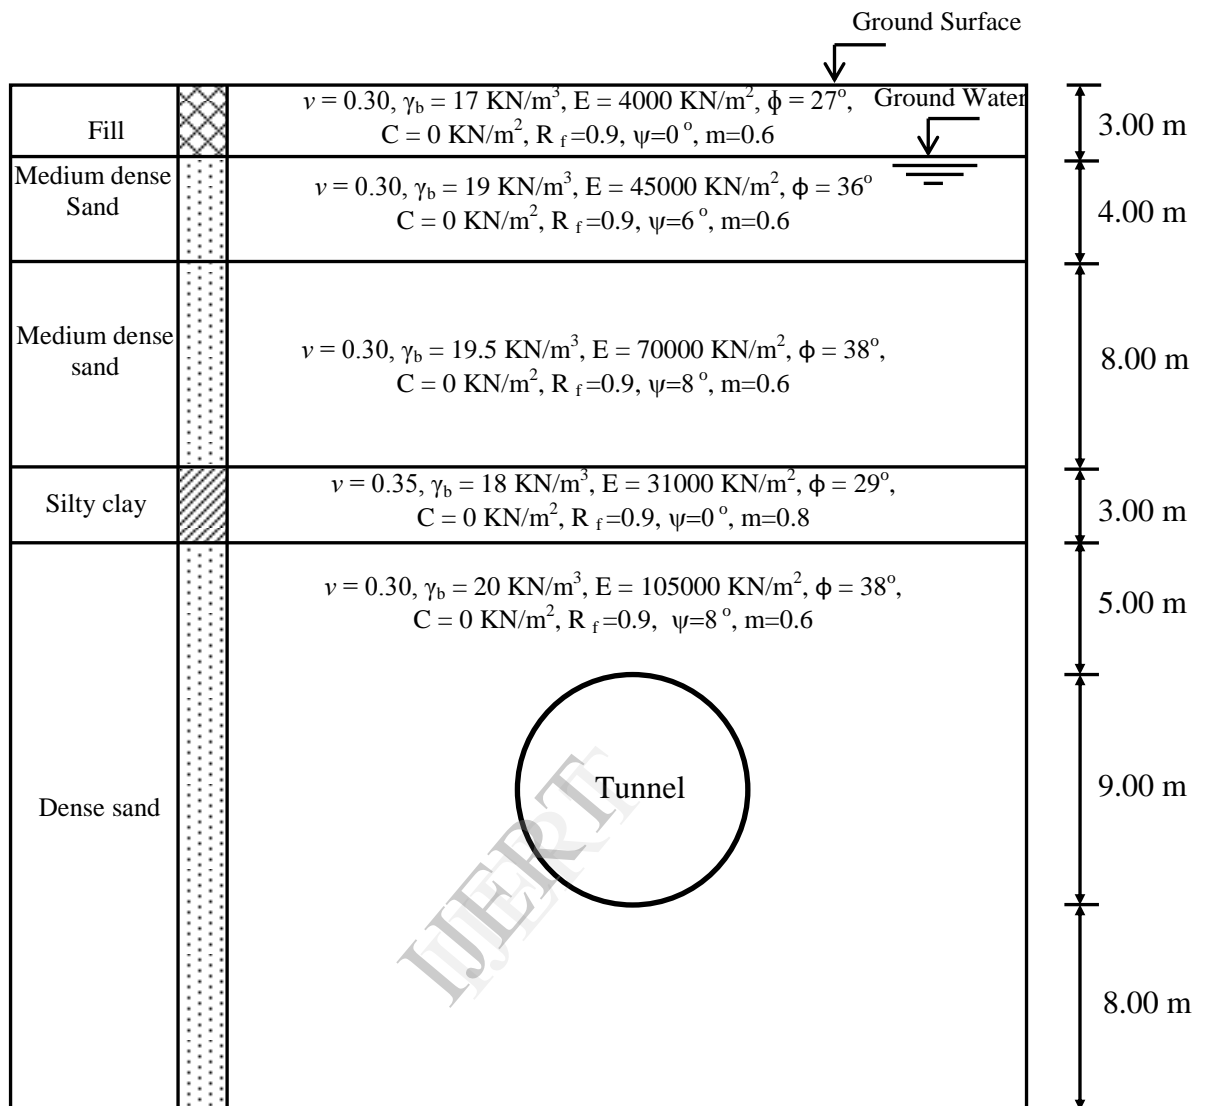 Ground Surface
ν = 0.30, γb = 17 KN/m³, E = 4000 KN/m², ϕ = 27°,
Ground Water
Fill
C = 0 KN/m², R f =0.9, ψ=0 °, m=0.6
3.00 m
Medium dense
Sand
ν = 0.30, γb = 19 KN/m³, E = 45000 KN/m², ϕ = 36°
C = 0 KN/m², R f =0.9, ψ=6 °, m=0.6
4.00 m
Medium dense
sand
ν = 0.30, γb = 19.5 KN/m³, E = 70000 KN/m², ϕ = 38°,
C = 0 KN/m², R f =0.9, ψ=8 °, m=0.6
8.00 m
Silty clay
ν = 0.35, γb = 18 KN/m³, E = 31000 KN/m², ϕ = 29°,
C = 0 KN/m², R f =0.9, ψ=0 °, m=0.8
3.00 m
ν = 0.30, γb = 20 KN/m³, E = 105000 KN/m², ϕ = 38°,
C = 0 KN/m², R f =0.9, ψ=8 °, m=0.6
5.00 m
Tunnel
9.00 m
Dense sand
IJERT
8.00 m